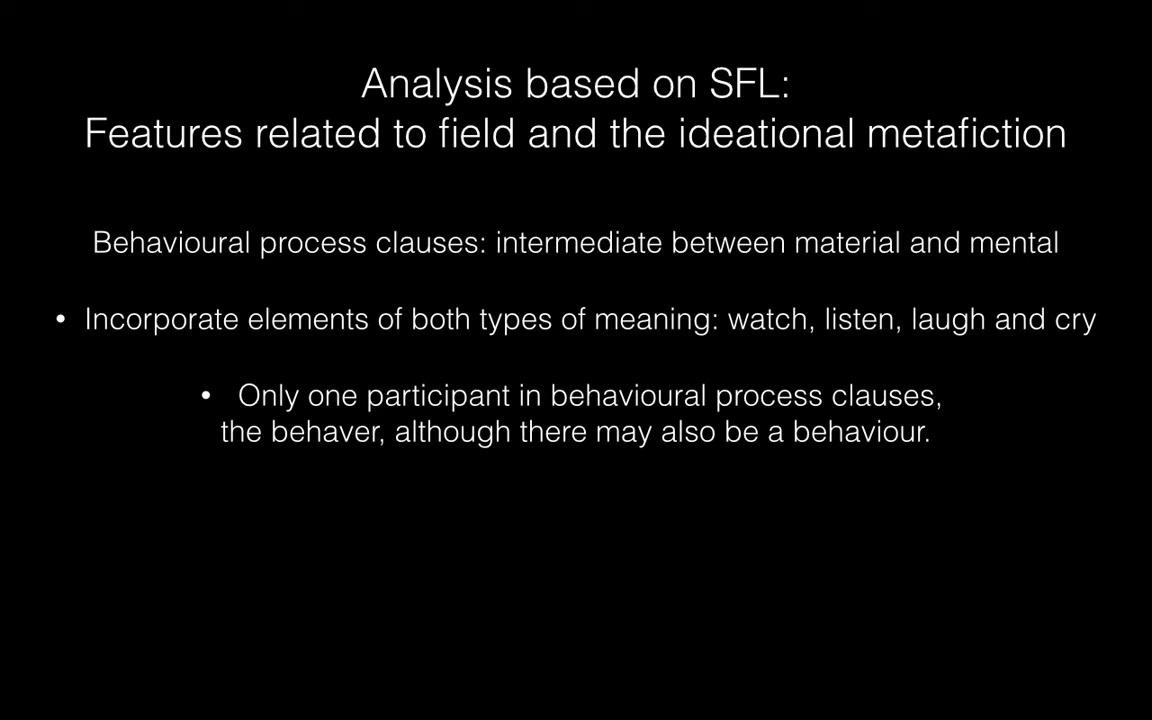 Analysis based on SFL:
Features related to field and the ideational metafiction
Behavioural process clauses: intermediate between material and mental
• Incorporate elements of both types of meaning: watch, listen, laugh and cry
• Only one participant in behavioural process clauses,
the behaver, although there may also be a behaviour.